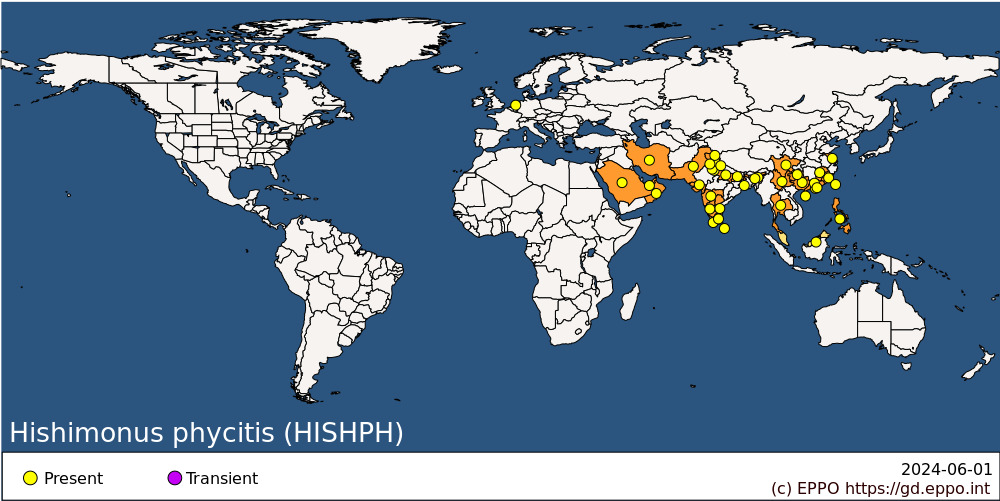 Hishimonus phycitis (HISHPH)
Present
Transient
2024-06-01
(c) EPPO https://gd.eppo.int